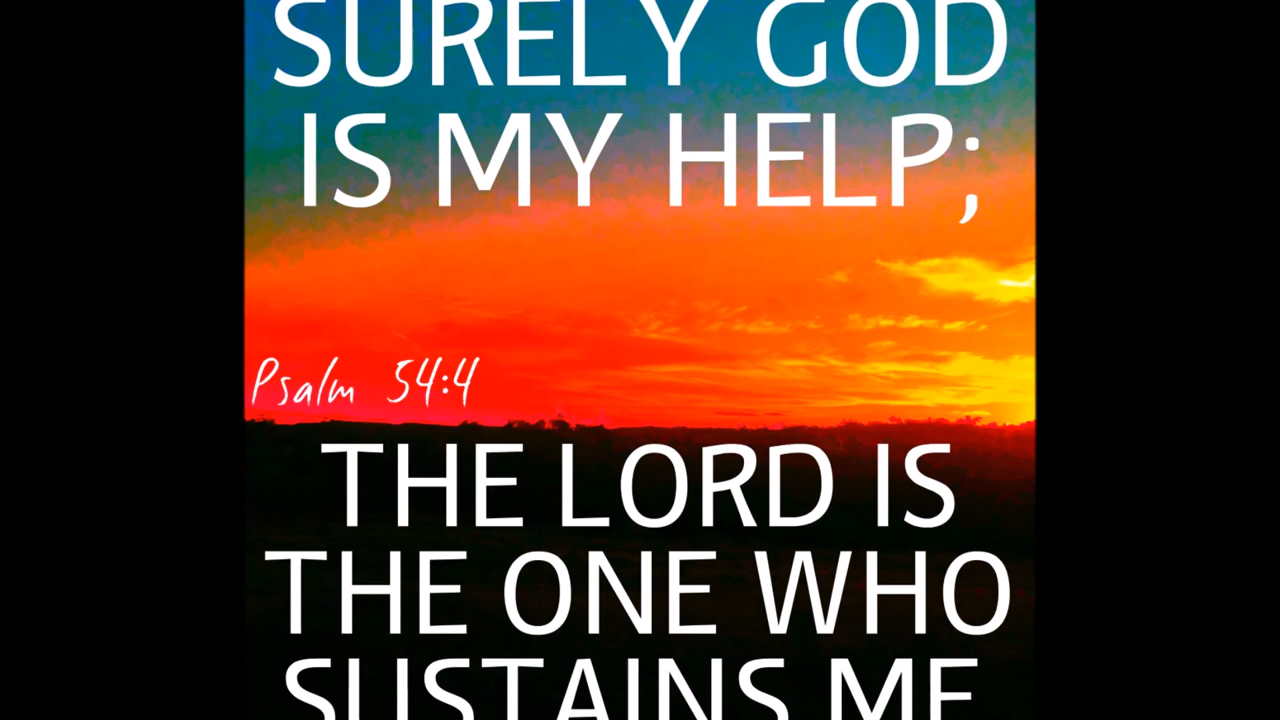 SURELY GOD
IS MY HELP;
Psalm 54:4
THE LORD IS
THE ONE WHO
SUSTAINS ME